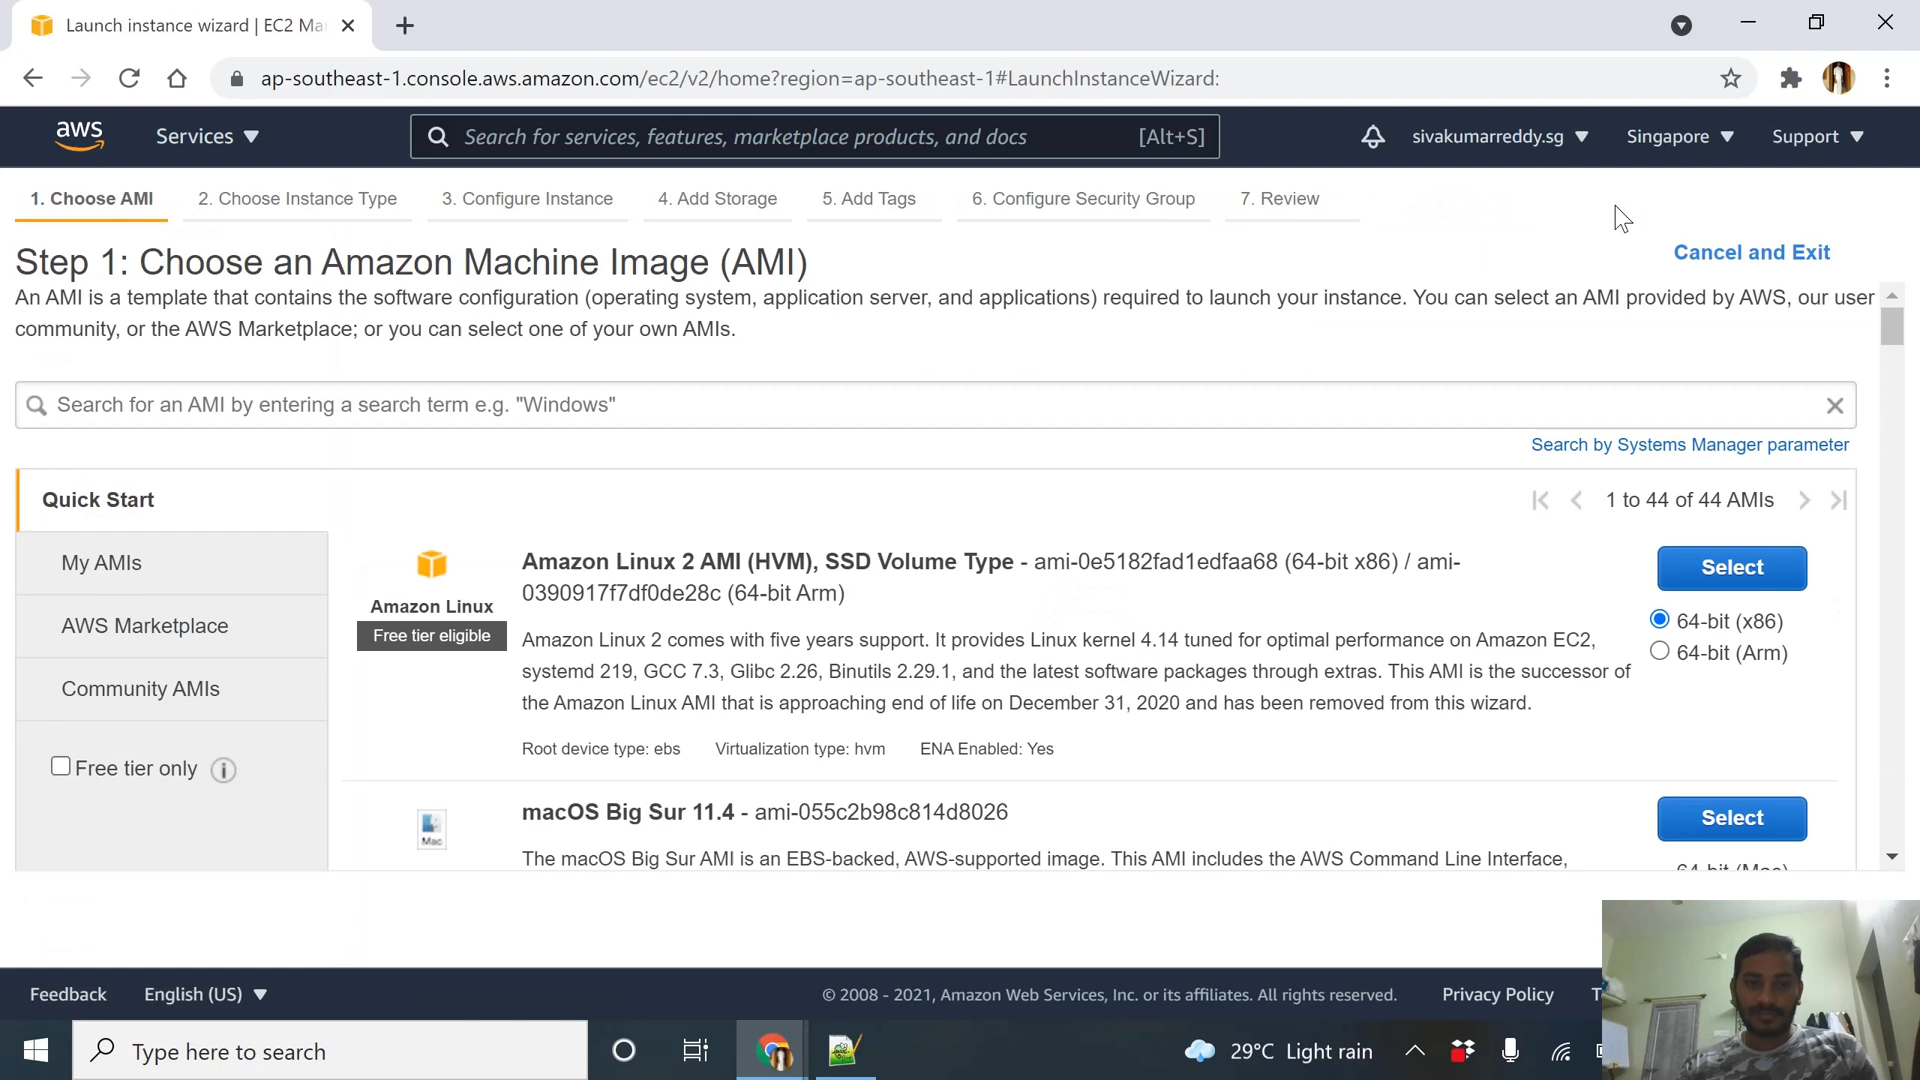 Launch instance wizard | EC2 Ma
ap-southeast-1.console.aws.amazon.com/ec2/v2/home?region=ap-southeast-1#LaunchInstanceWizard:
aws
Services
Search for services, features, marketplace products, and docs [Alt+S]
sivakumarreddy.sg
Singapore
Support
1. Choose AMI 2. Choose Instance Type 3. Configure Instance 4. Add Storage 5. Add Tags 6. Configure Security Group 7. Review
Step 1: Choose an Amazon Machine Image (AMI)
Cancel and Exit
An AMI is a template that contains the software configuration (operating system, application server, and applications) required to launch your instance. You can select an AMI provided by AWS, our user
community, or the AWS Marketplace; or you can select one of your own AMIs.
Search for an AMI by entering a search term e.g. "Windows"
Search by Systems Manager parameter
Quick Start
My AMIs
AWS Marketplace
Community AMIs
Free tier only
1 to 44 of 44 AMIs
Amazon Linux
Free tier eligible
Amazon Linux 2 AMI (HVM), SSD Volume Type - ami-0e5182fad1edfaa68 (64-bit x86) / ami-
0390917f7df0de28c (64-bit Arm)
Amazon Linux 2 comes with five years support. It provides Linux kernel 4.14 tuned for optimal performance on Amazon EC2,
systemd 219, GCC 7.3, Glibc 2.26, Binutils 2.29.1, and the latest software packages through extras. This AMI is the successor of
the Amazon Linux AMI that is approaching end of life on December 31, 2020 and has been removed from this wizard.
Root device type: ebs Virtualization type: hvm ENA Enabled: Yes
Select
64-bit (x86)
64-bit (Arm)
Mac
macOS Big Sur 11.4 - ami-055c2b98c814d8026
The macOS Big Sur AMI is an EBS-backed, AWS-supported image. This AMI includes the AWS Command Line Interface,
Select
64-bit (Mac)
Feedback
English (US)
© 2008 - 2021, Amazon Web Services, Inc. or its affiliates. All rights reserved.
Privacy Policy
Type here to search
29°C Light rain